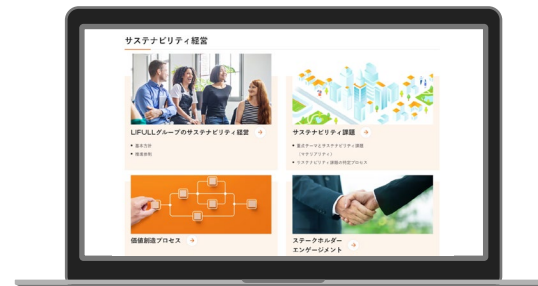 サステナビリティ経営
LIFULLグループのサステナビリティ経営
基本方針
推進体制
サステナビリティ課題
重点テーマとサステナビリティ課題
（マテリアリティ）
サステナビリティ課題の特定プロセス
価値創造プロセス
ステークホルダー
エンゲージメント